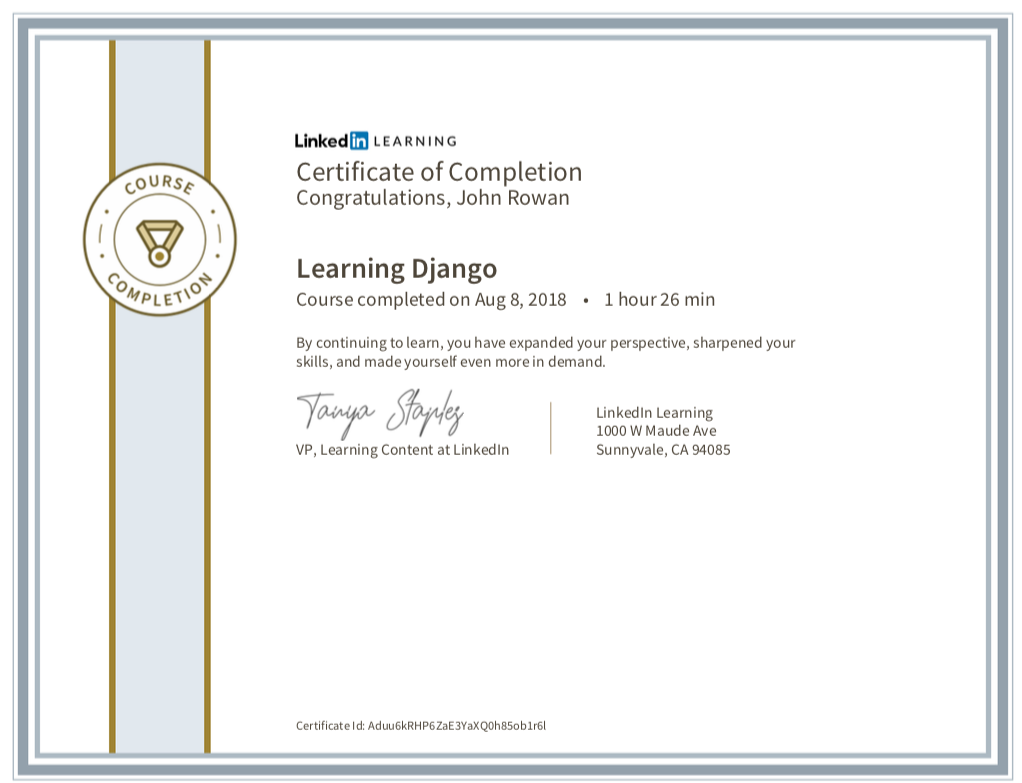 COURSE
COMPLETION
Linked in LEARNING
Certificate of Completion
Congratulations, John Rowan
Learning Django
Course completed on Aug 8, 2018 • 1 hour 26 min
By continuing to learn, you have expanded your perspective, sharpened your
skills, and made yourself even more in demand.
Tanya Staples
VP, Learning Content at LinkedIn
LinkedIn Learning
1000 W Maude Ave
Sunnyvale, CA 94085
Certificate Id: Aduu6kRHP6ZaE3YaXQ0h85ob1r6l